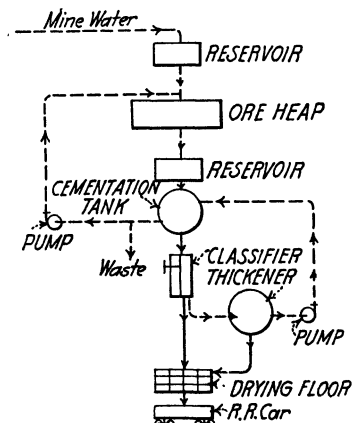 Mine Water
RESERVOIR
ORE HEAP
RESERVOIR
CEMENTATION
TANK
PUMP
Waste
CLASSIFIER
THICKENER
PUMP
DRYING FLOOR
R.R.Car